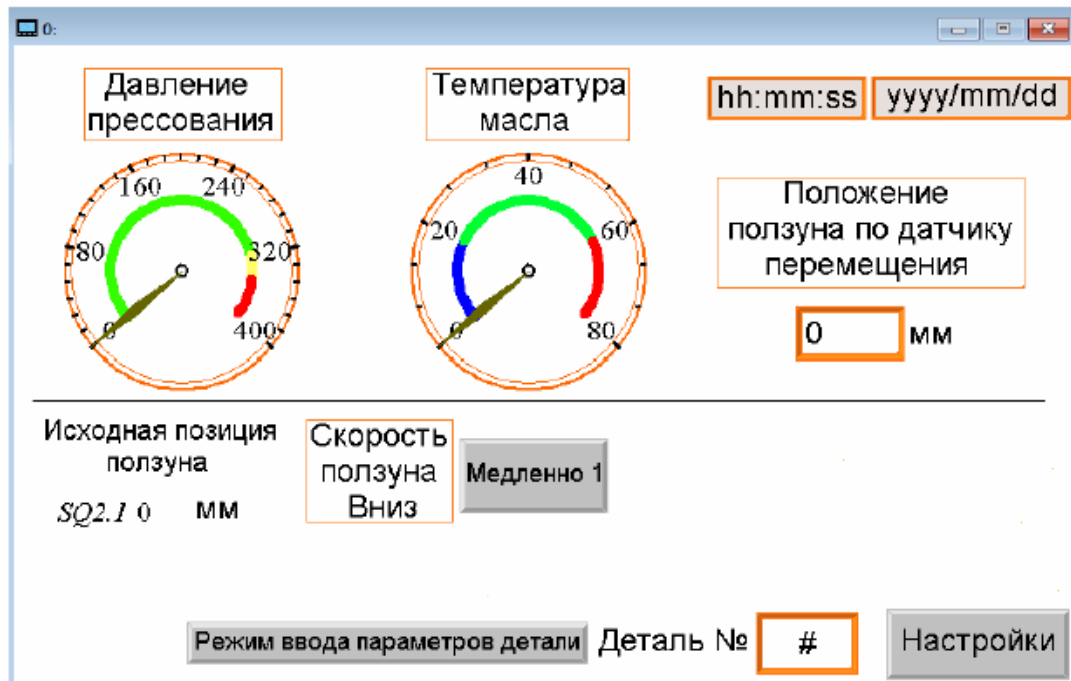 0:
Давление
прессования
Температура
масла
hh:mm:ss
yyyy/mm/dd
0
80
160
240
320
400
0
20
40
60
80
Положение
ползуна по датчику
перемещения
0 мм
Исходная позиция
ползуна
SQ2.1 0 мм
Скорость
ползуна
Вниз
Медленно 1
Режим ввода параметров детали
Деталь №
#
Настройки